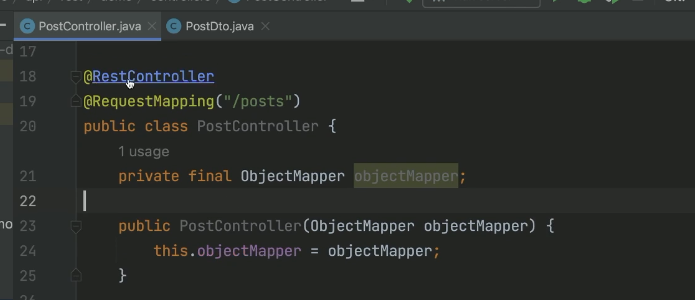 PostController.java PostDto.java
17
18 @RestController
19 @RequestMapping("/posts")
20 public class PostController {
1 usage
21 private final ObjectMapper objectMapper;
22
23 public PostController(ObjectMapper objectMapper) {
24 this.objectMapper = objectMapper;
25 }